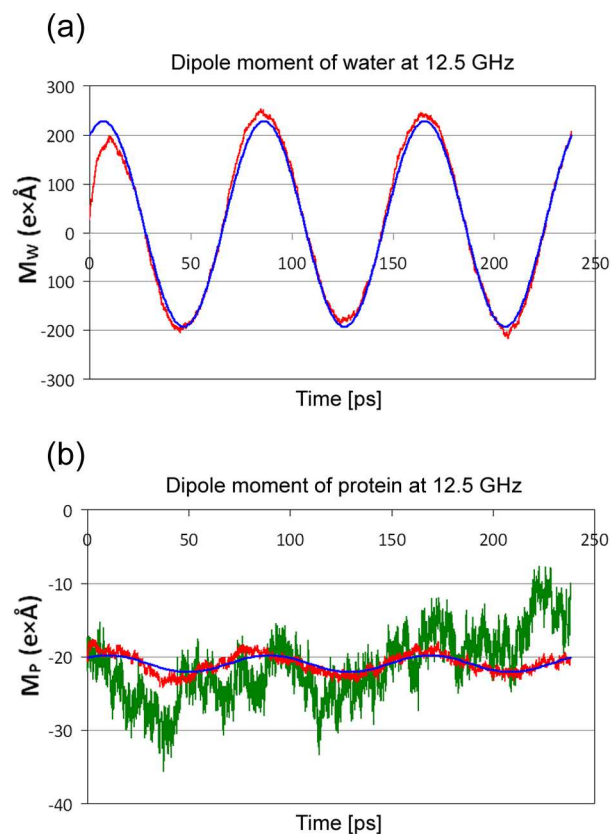 (a)
Dipole moment of water at 12.5 GHz
300
200
100
0
-100
-200
-300
0 50 100 150 200 250
M_W (e×Å)
Time [ps]
(b)
Dipole moment of protein at 12.5 GHz
0
-10
-20
-30
-40
0 50 100 150 200 250
M_P (e×Å)
Time [ps]